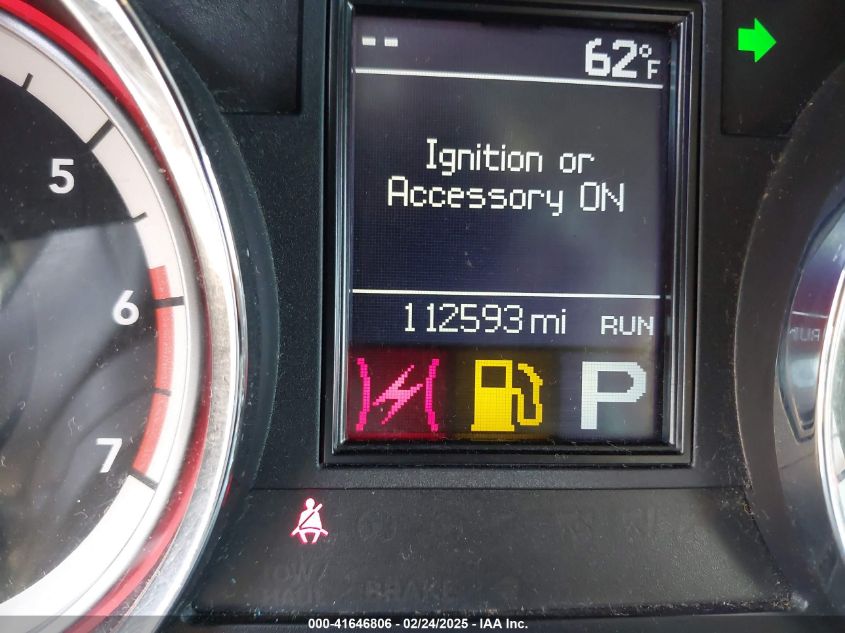 -- 62°F
Ignition or
Accessory ON
112593 mi RUN
P
5
6
7
000-41646806 - 02/24/2025 - IAA Inc.